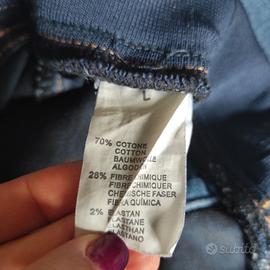 L
70% COTONE
COTTON
BAUMWOLLE
ALGODON
28% FIBRE CHIMIQUE
FIBRE CHIMIQUER
CHEMISCHE FASER
FIBRA QUÍMICA
2% ELASTAN
ELASTANE
ELASTHAN
ELASTANO
subito